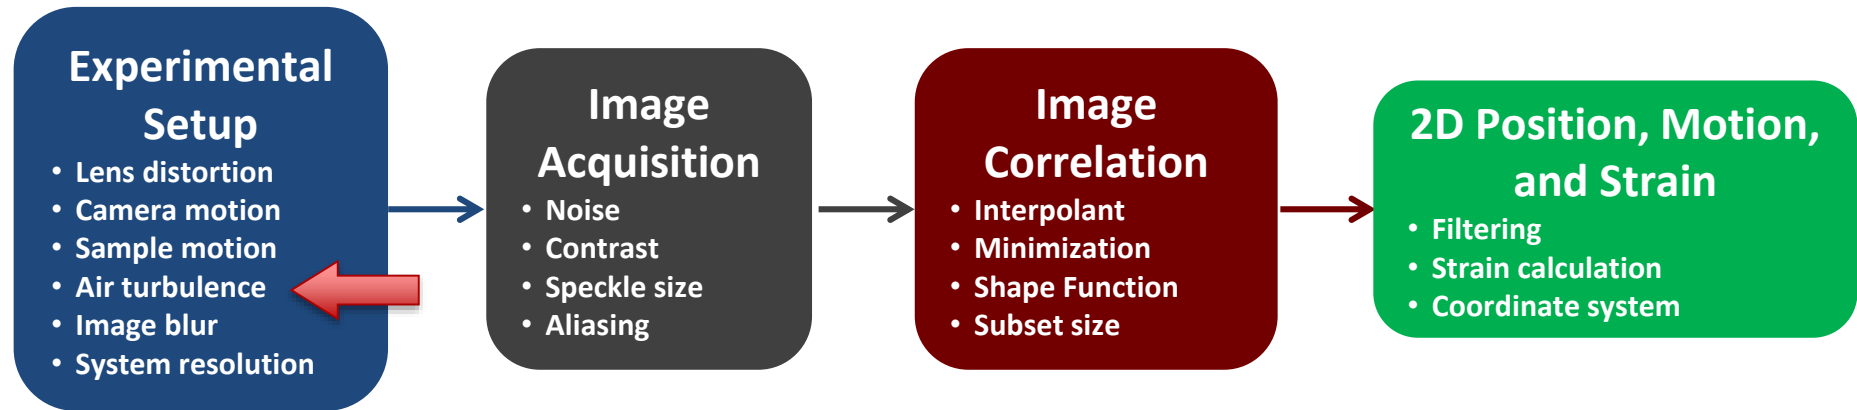 Experimental
Setup
• Lens distortion
• Camera motion
• Sample motion
• Air turbulence
• Image blur
• System resolution
Image
Acquisition
• Noise
• Contrast
• Speckle size
• Aliasing
Image
Correlation
• Interpolant
• Minimization
• Shape Function
• Subset size
2D Position, Motion,
and Strain
• Filtering
• Strain calculation
• Coordinate system